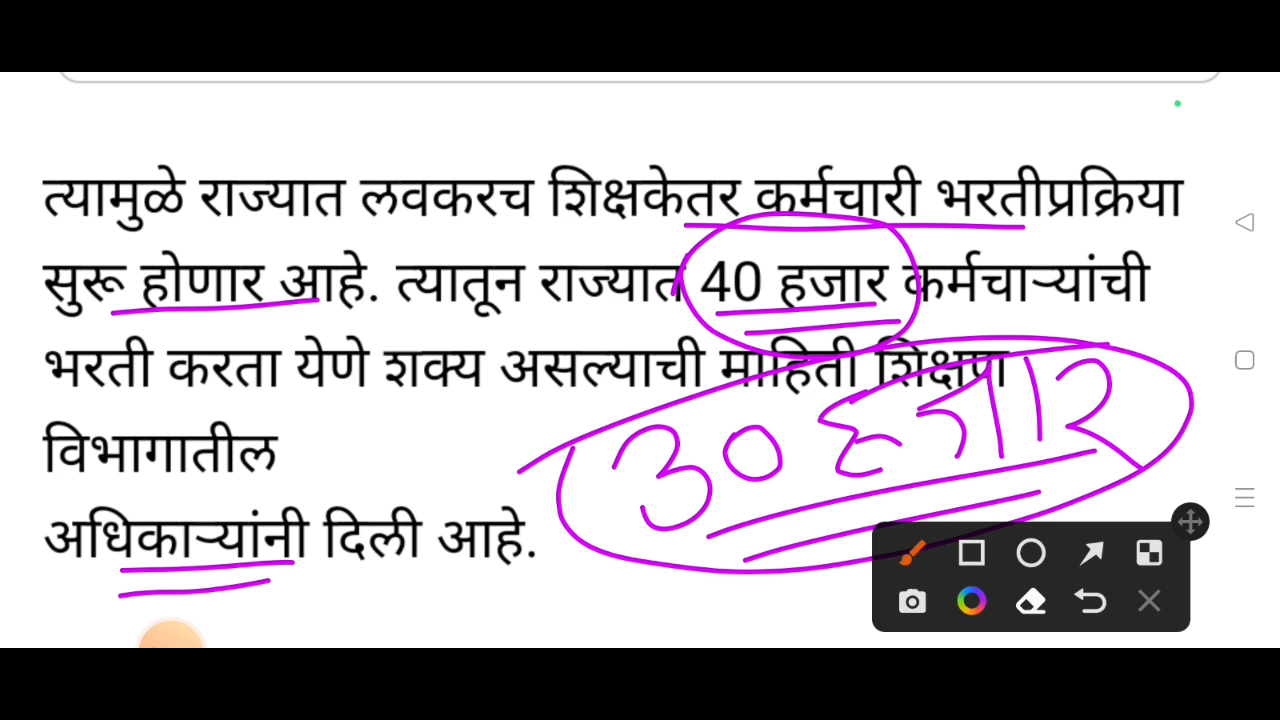 त्यामुळे राज्यात लवकरच शिक्षकेतर कर्मचारी भरतीप्रक्रिया
सुरू होणार आहे. त्यातून राज्यात 40 हजार कर्मचाऱ्यांची
भरती करता येणे शक्य असल्याची माहिती शिक्षण
विभागातील
३० हजार
अधिकाऱ्यांनी दिली आहे.